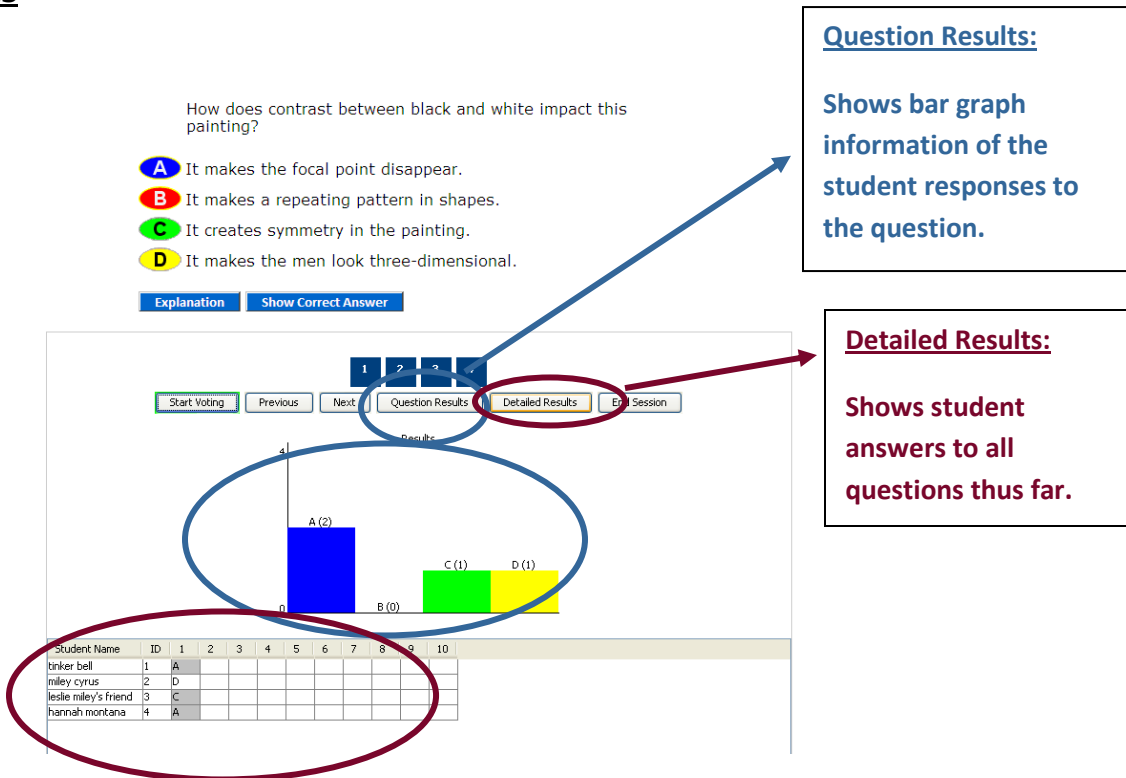 Question Results:
Shows bar graph
information of the
student responses to
the question.
How does contrast between black and white impact this
painting?
A It makes the focal point disappear.
B It makes a repeating pattern in shapes.
C It creates symmetry in the painting.
D It makes the men look three-dimensional.
Explanation Show Correct Answer
Detailed Results:
Shows student
answers to all
questions thus far.
1 2 3
Start Voting Previous Next Question Results Detailed Results End Session
Results
4
A (2)
C (1) D (1)
0 B (0)
Student Name ID 1 2 3 4 5 6 7 8 9 10
tinker bell 1 A
miley cyrus 2 D
leslie miley's friend 3 C
hannah montana 4 A